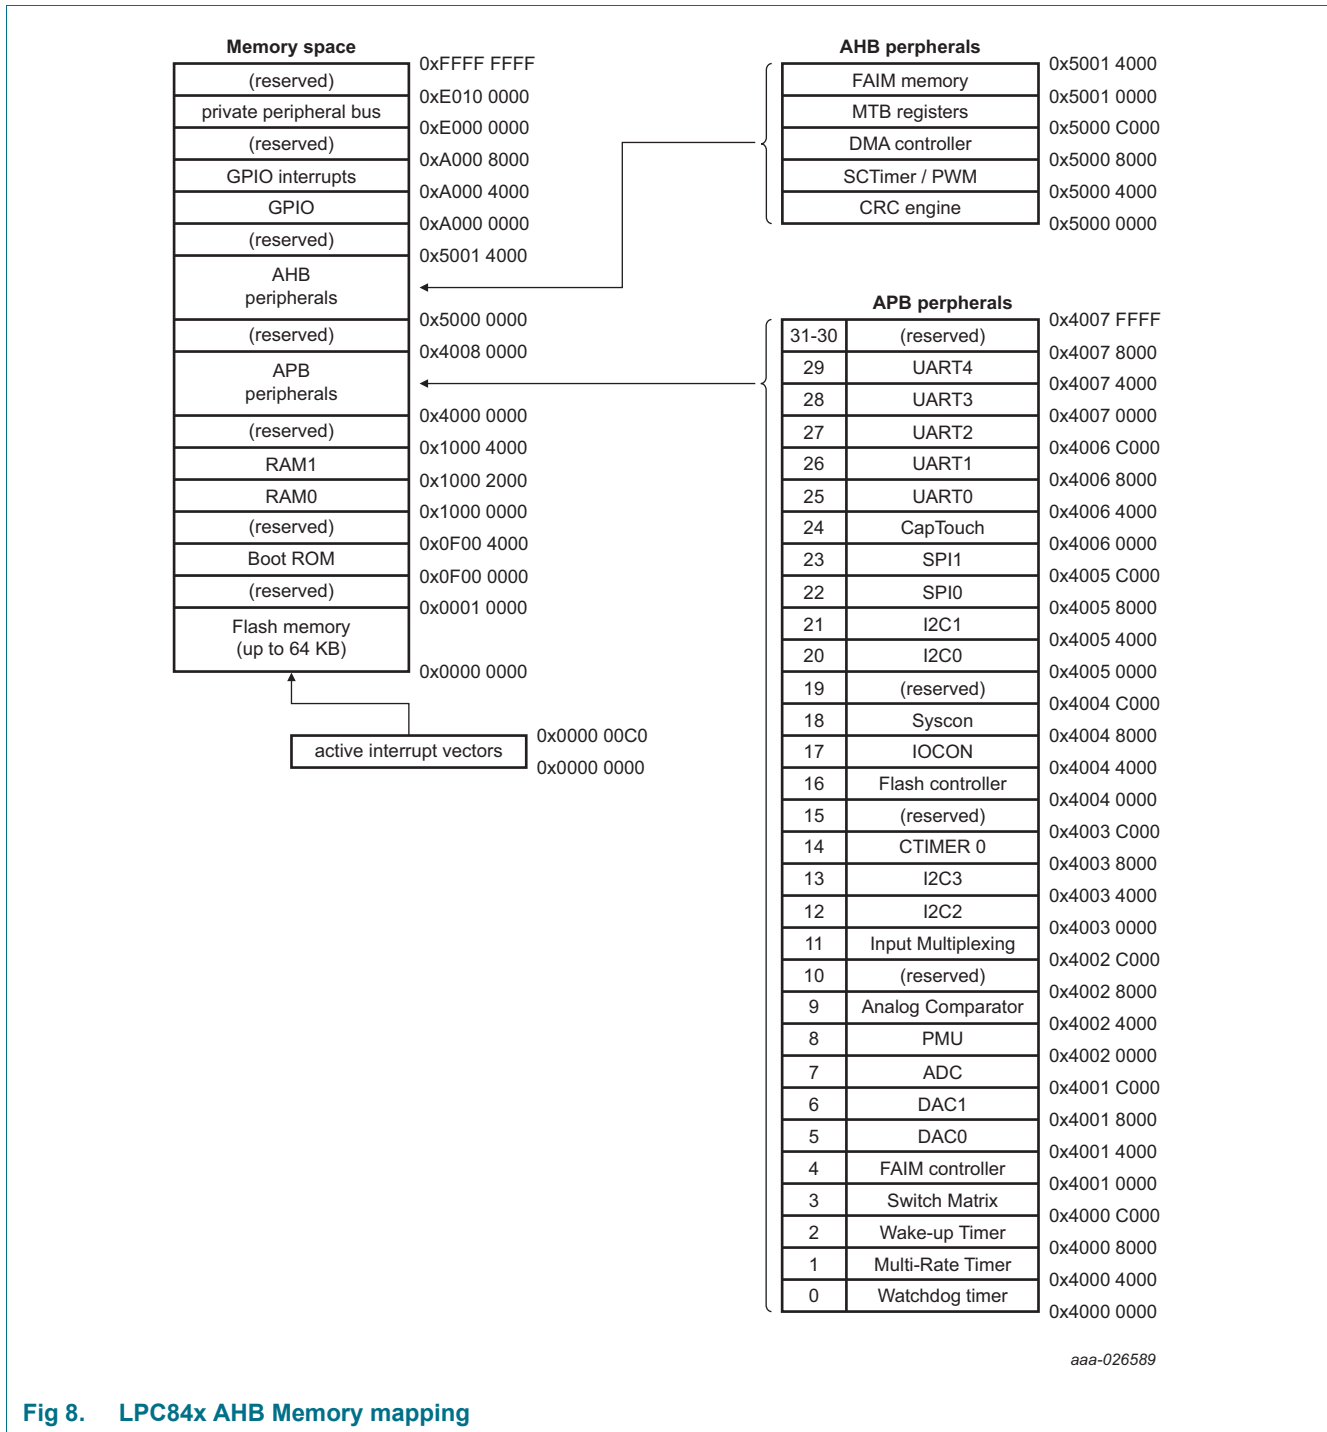 Memory space
0xFFFF FFFF
(reserved)
0xE010 0000
private peripheral bus
0xE000 0000
(reserved)
0xA000 8000
GPIO interrupts
0xA000 4000
GPIO
0xA000 0000
(reserved)
0x5001 4000
AHB
peripherals
0x5000 0000
(reserved)
0x4008 0000
APB
peripherals
0x4000 0000
(reserved)
0x1000 4000
RAM1
0x1000 2000
RAM0
0x1000 0000
(reserved)
0x0F00 4000
Boot ROM
0x0F00 0000
(reserved)
0x0001 0000
Flash memory
(up to 64 KB)
0x0000 0000
0x0000 00C0
active interrupt vectors
0x0000 0000
AHB perpherals
0x5001 4000
FAIM memory
0x5001 0000
MTB registers
0x5000 C000
DMA controller
0x5000 8000
SCTimer / PWM
0x5000 4000
CRC engine
0x5000 0000
APB perpherals
0x4007 FFFF
31-30 (reserved)
0x4007 8000
29 UART4
0x4007 4000
28 UART3
0x4007 0000
27 UART2
0x4006 C000
26 UART1
0x4006 8000
25 UART0
0x4006 4000
24 CapTouch
0x4006 0000
23 SPI1
0x4005 C000
22 SPI0
0x4005 8000
21 I2C1
0x4005 4000
20 I2C0
0x4005 0000
19 (reserved)
0x4004 C000
18 Syscon
0x4004 8000
17 IOCON
0x4004 4000
16 Flash controller
0x4004 0000
15 (reserved)
0x4003 C000
14 CTIMER 0
0x4003 8000
13 I2C3
0x4003 4000
12 I2C2
0x4003 0000
11 Input Multiplexing
0x4002 C000
10 (reserved)
0x4002 8000
9 Analog Comparator
0x4002 4000
8 PMU
0x4002 0000
7 ADC
0x4001 C000
6 DAC1
0x4001 8000
5 DAC0
0x4001 4000
4 FAIM controller
0x4001 0000
3 Switch Matrix
0x4000 C000
2 Wake-up Timer
0x4000 8000
1 Multi-Rate Timer
0x4000 4000
0 Watchdog timer
0x4000 0000
aaa-026589
Fig 8. LPC84x AHB Memory mapping